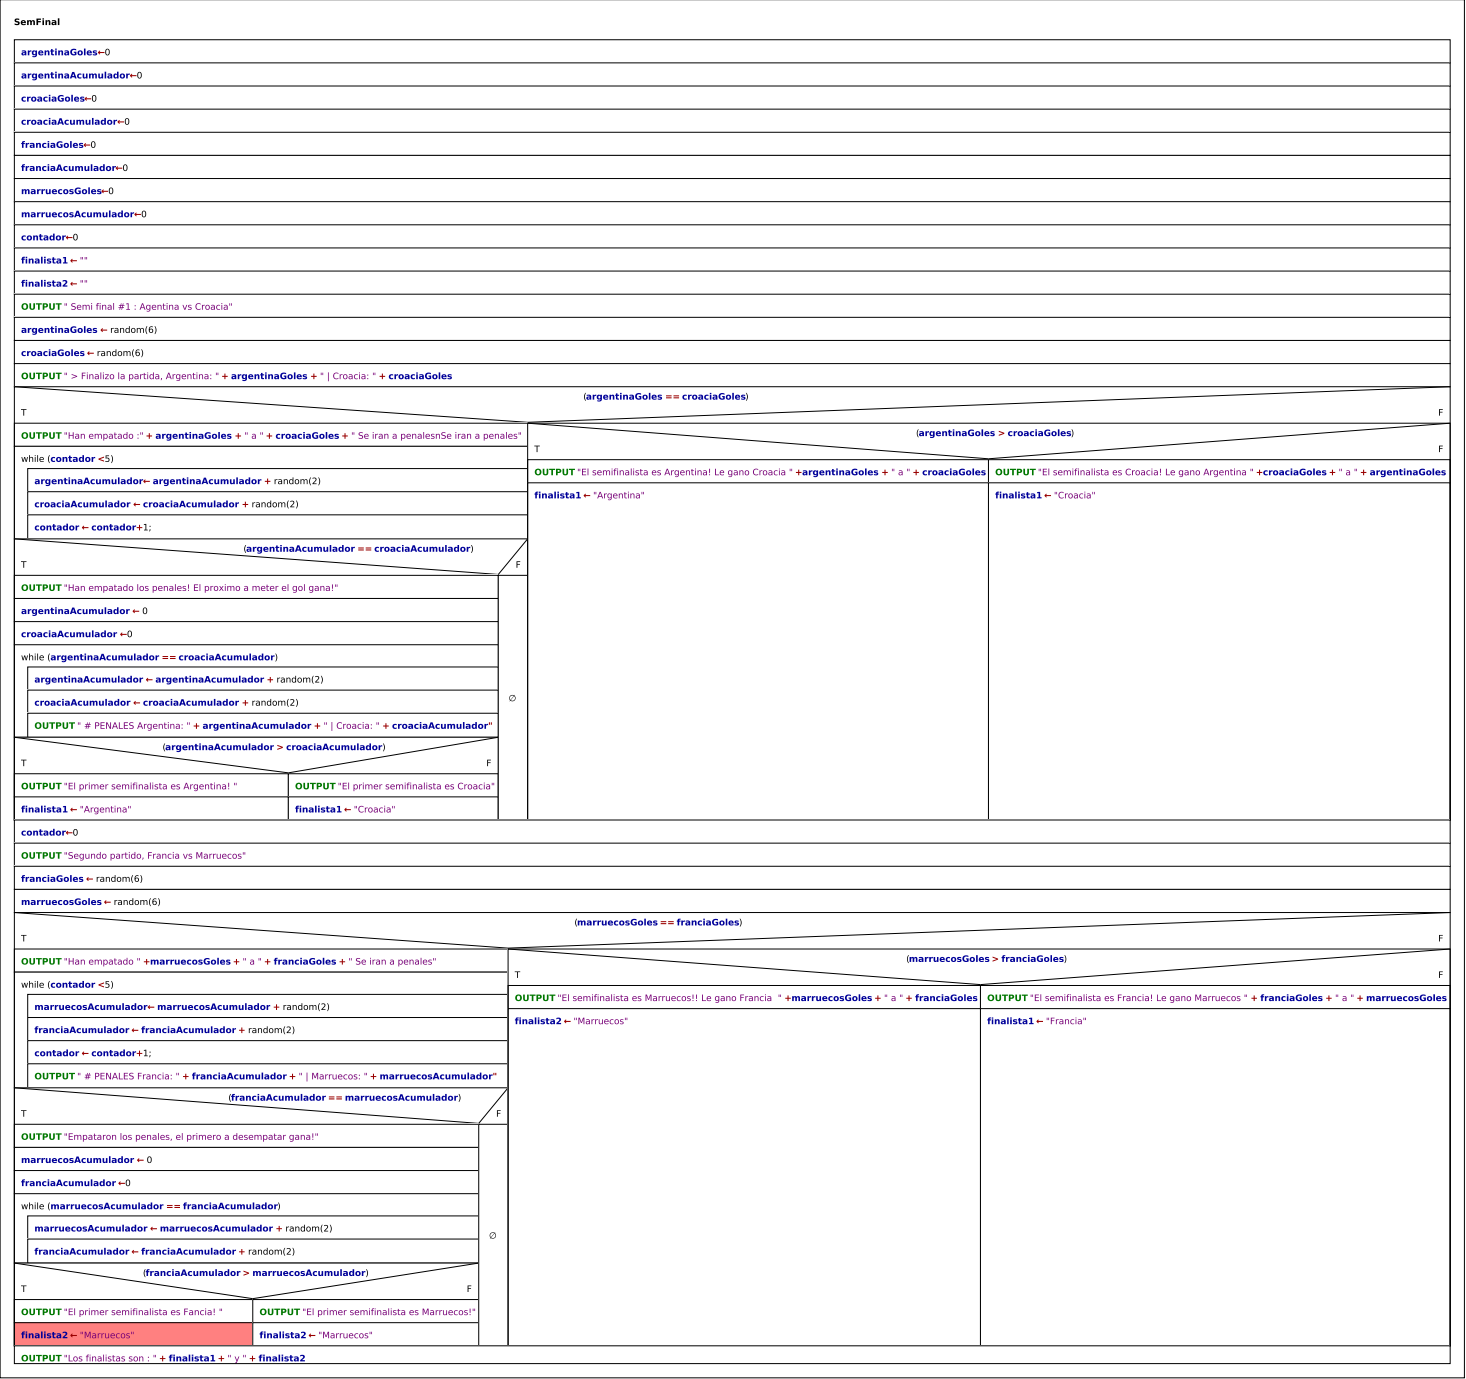 SemFinal
argentinaGoles←0
argentinaAcumulador←0
croaciaGoles←0
croaciaAcumulador←0
franciaGoles←0
franciaAcumulador←0
marruecosGoles←0
marruecosAcumulador←0
contador←0
finalista1 ← ""
finalista2 ← ""
OUTPUT " Semi final #1 : Agentina vs Croacia"
argentinaGoles ← random(6)
croaciaGoles ← random(6)
OUTPUT " > Finalizo la partida, Argentina: " + argentinaGoles + " | Croacia: " + croaciaGoles
(argentinaGoles == croaciaGoles)
T
F
OUTPUT "Han empatado :" + argentinaGoles + " a " + croaciaGoles + " Se iran a penalesnSe iran a penales"
while (contador <5)
argentinaAcumulador← argentinaAcumulador + random(2)
croaciaAcumulador ← croaciaAcumulador + random(2)
contador ← contador+1;
(argentinaAcumulador == croaciaAcumulador)
T
F
OUTPUT "Han empatado los penales! El proximo a meter el gol gana!"
argentinaAcumulador ← 0
croaciaAcumulador ←0
while (argentinaAcumulador == croaciaAcumulador)
argentinaAcumulador ← argentinaAcumulador + random(2)
croaciaAcumulador ← croaciaAcumulador + random(2)
OUTPUT " # PENALES Argentina: " + argentinaAcumulador + " | Croacia: " + croaciaAcumulador"
(argentinaAcumulador > croaciaAcumulador)
T
F
OUTPUT "El primer semifinalista es Argentina! "
finalista1 ← "Argentina"
OUTPUT "El primer semifinalista es Croacia"
finalista1 ← "Croacia"
∅
(argentinaGoles > croaciaGoles)
T
F
OUTPUT "El semifinalista es Argentina! Le gano Croacia " +argentinaGoles + " a " + croaciaGoles
finalista1 ← "Argentina"
OUTPUT "El semifinalista es Croacia! Le gano Argentina " +croaciaGoles + " a " + argentinaGoles
finalista1 ← "Croacia"
contador←0
OUTPUT "Segundo partido, Francia vs Marruecos"
franciaGoles ← random(6)
marruecosGoles ← random(6)
(marruecosGoles == franciaGoles)
T
F
OUTPUT "Han empatado " +marruecosGoles + " a " + franciaGoles + " Se iran a penales"
while (contador <5)
marruecosAcumulador← marruecosAcumulador + random(2)
franciaAcumulador ← franciaAcumulador + random(2)
contador ← contador+1;
OUTPUT " # PENALES Francia: " + franciaAcumulador + " | Marruecos: " + marruecosAcumulador"
(franciaAcumulador == marruecosAcumulador)
T
F
OUTPUT "Empataron los penales, el primero a desempatar gana!"
marruecosAcumulador ← 0
franciaAcumulador ←0
while (marruecosAcumulador == franciaAcumulador)
marruecosAcumulador ← marruecosAcumulador + random(2)
franciaAcumulador ← franciaAcumulador + random(2)
(franciaAcumulador > marruecosAcumulador)
T
F
OUTPUT "El primer semifinalista es Fancia! "
finalista2 ← "Marruecos"
OUTPUT "El primer semifinalista es Marruecos!"
finalista2 ← "Marruecos"
∅
(marruecosGoles > franciaGoles)
T
F
OUTPUT "El semifinalista es Marruecos!! Le gano Francia  " +marruecosGoles + " a " + franciaGoles
finalista2 ← "Marruecos"
OUTPUT "El semifinalista es Francia! Le gano Marruecos " + franciaGoles + " a " + marruecosGoles
finalista1 ← "Francia"
OUTPUT "Los finalistas son : " + finalista1 + " y " + finalista2